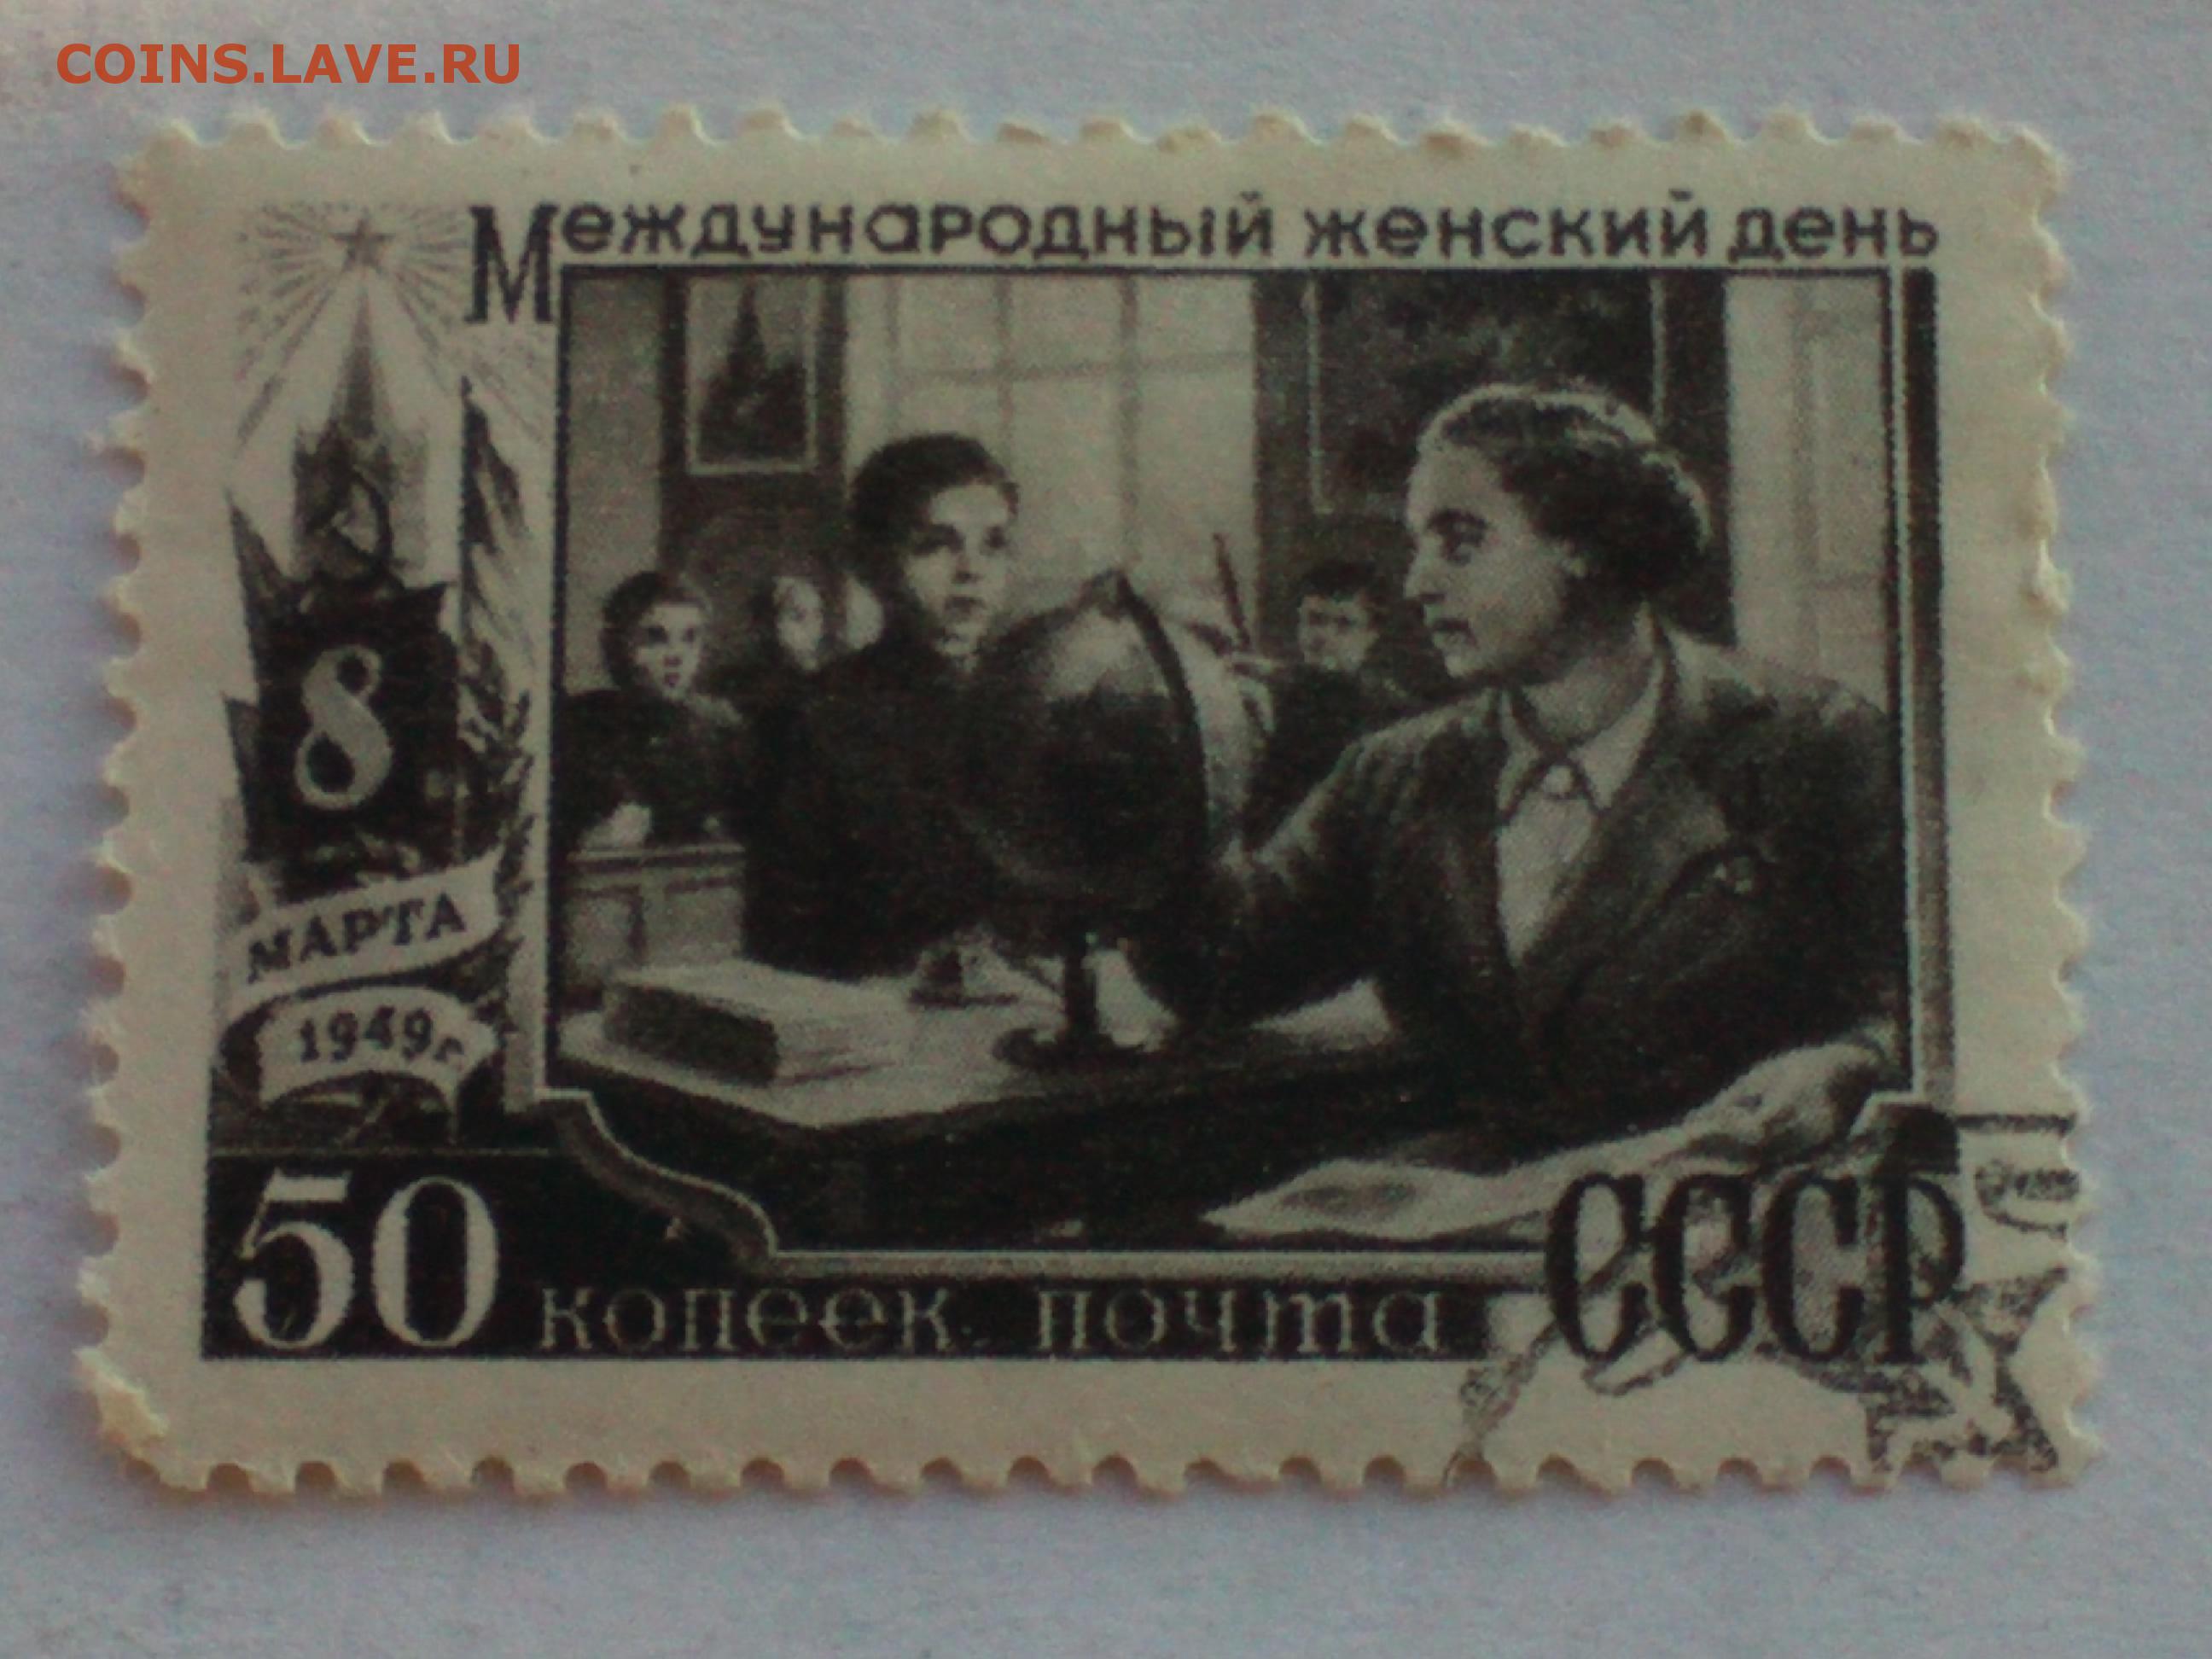 COINS.LAVE.RU
Международный женский день
8
МАРТА
1949г.
50 копеек почта СССР